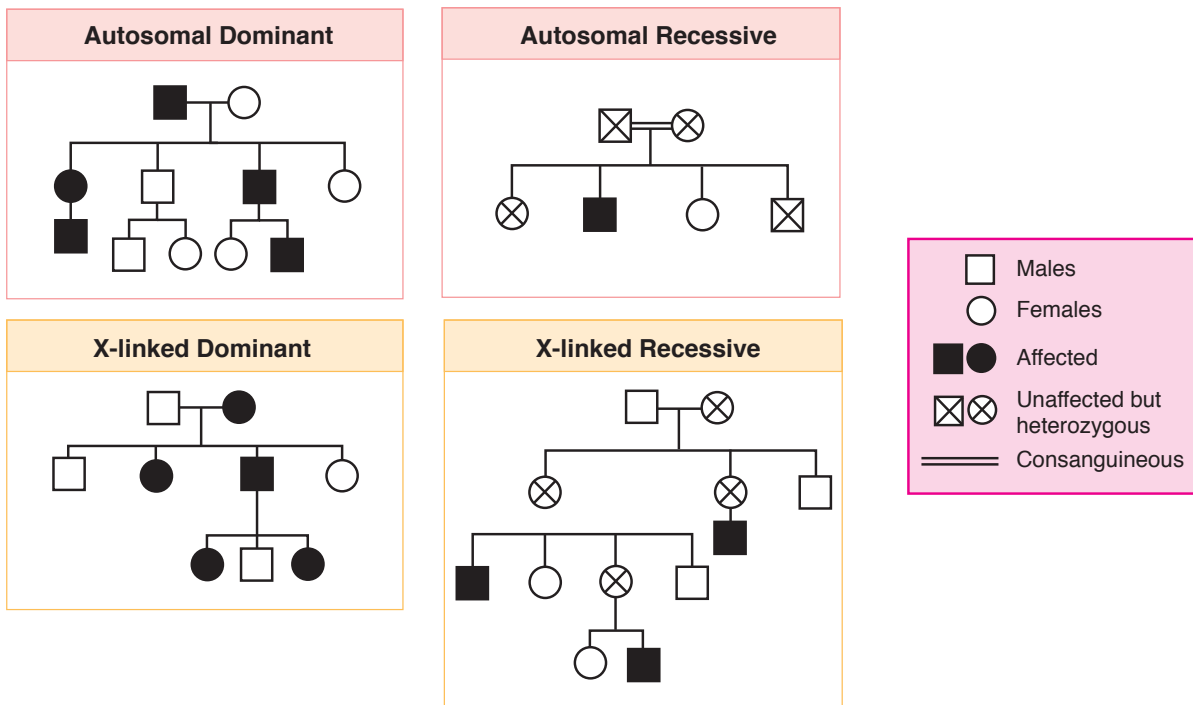 Autosomal Dominant
Autosomal Recessive
X-linked Dominant
X-linked Recessive
Males
Females
Affected
Unaffected but
heterozygous
Consanguineous